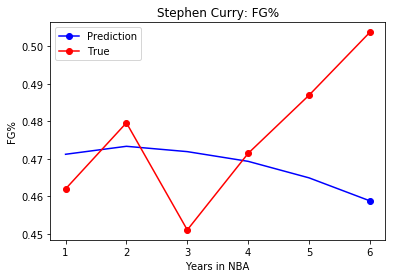 Stephen Curry: FG%
Prediction
True
FG%
0.50
0.49
0.48
0.47
0.46
0.45
1 2 3 4 5 6
Years in NBA